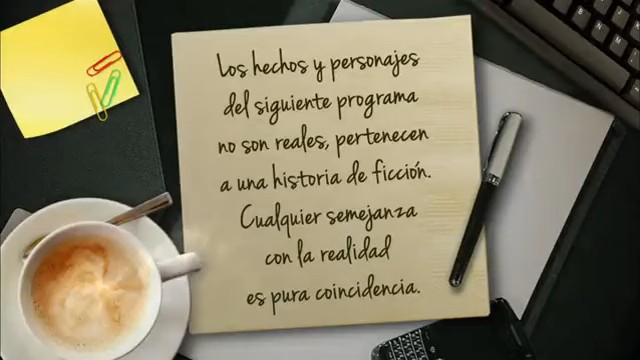 Los hechos y personajes
del siguiente programa
no son reales, pertenecen
a una historia de ficción.
Cualquier semejanza
con la realidad
es pura coincidencia.